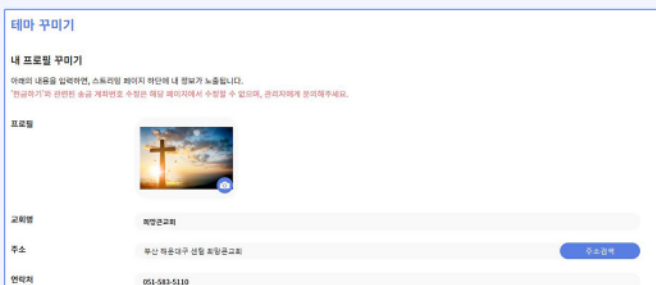 테마 꾸미기
내 프로필 꾸미기
아래의 내용을 입력하면, 스트리밍 페이지 하단에 내 정보가 노출됩니다.
'헌금하기'와 관련된 송금 계좌번호 수정은 해당 페이지에서 수정할 수 없으며, 관리자에게 문의해주세요.
프로필
교회명 희망큰교회
주소 부산 해운대구 센텀 희망큰교회 주소검색
연락처 051-583-5110